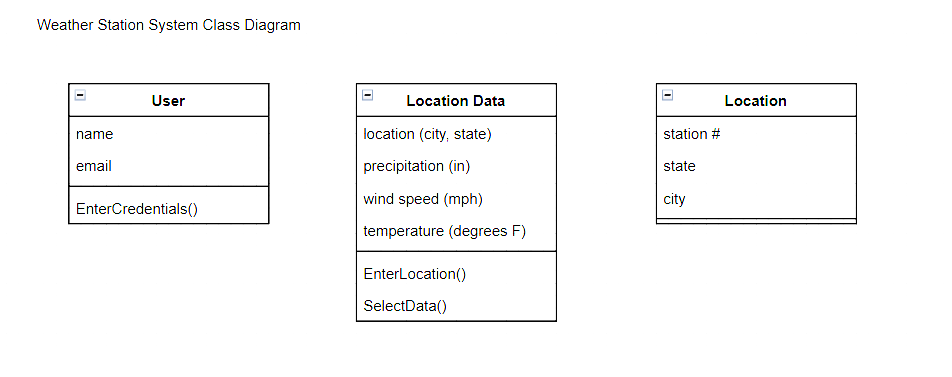 Weather Station System Class Diagram
User
name
email
EnterCredentials()
Location Data
location (city, state)
precipitation (in)
wind speed (mph)
temperature (degrees F)
EnterLocation()
SelectData()
Location
station #
state
city